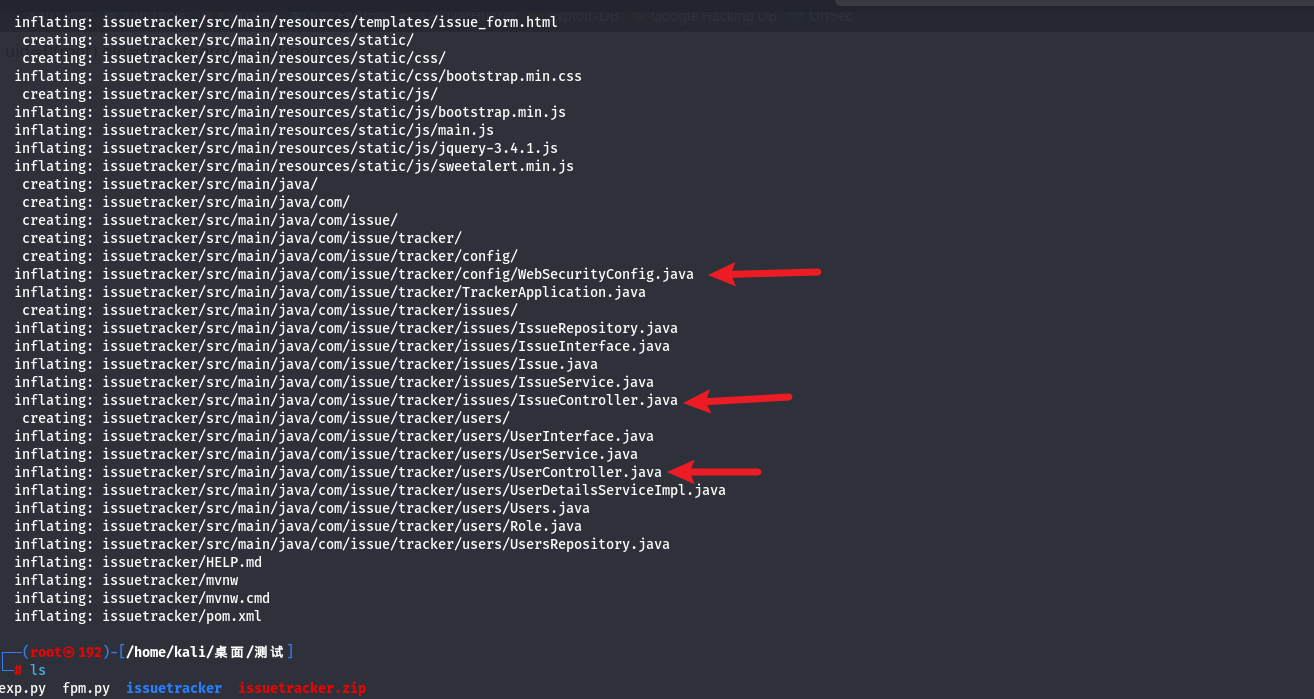 Exploit-DB Google Hacking DB OffSec
inflating: issuetracker/src/main/resources/templates/issue_form.html
creating: issuetracker/src/main/resources/static/
creating: issuetracker/src/main/resources/static/css/
inflating: issuetracker/src/main/resources/static/css/bootstrap.min.css
creating: issuetracker/src/main/resources/static/js/
inflating: issuetracker/src/main/resources/static/js/bootstrap.min.js
inflating: issuetracker/src/main/resources/static/js/main.js
inflating: issuetracker/src/main/resources/static/js/jquery-3.4.1.js
inflating: issuetracker/src/main/resources/static/js/sweetalert.min.js
creating: issuetracker/src/main/java/
creating: issuetracker/src/main/java/com/
creating: issuetracker/src/main/java/com/issue/
creating: issuetracker/src/main/java/com/issue/tracker/
creating: issuetracker/src/main/java/com/issue/tracker/config/
inflating: issuetracker/src/main/java/com/issue/tracker/config/WebSecurityConfig.java
inflating: issuetracker/src/main/java/com/issue/tracker/TrackerApplication.java
creating: issuetracker/src/main/java/com/issue/tracker/issues/
inflating: issuetracker/src/main/java/com/issue/tracker/issues/IssueRepository.java
inflating: issuetracker/src/main/java/com/issue/tracker/issues/IssueInterface.java
inflating: issuetracker/src/main/java/com/issue/tracker/issues/Issue.java
inflating: issuetracker/src/main/java/com/issue/tracker/issues/IssueService.java
inflating: issuetracker/src/main/java/com/issue/tracker/issues/IssueController.java
creating: issuetracker/src/main/java/com/issue/tracker/users/
inflating: issuetracker/src/main/java/com/issue/tracker/users/UserInterface.java
inflating: issuetracker/src/main/java/com/issue/tracker/users/UserService.java
inflating: issuetracker/src/main/java/com/issue/tracker/users/UserController.java
inflating: issuetracker/src/main/java/com/issue/tracker/users/UserDetailsServiceImpl.java
inflating: issuetracker/src/main/java/com/issue/tracker/users/Users.java
inflating: issuetracker/src/main/java/com/issue/tracker/users/Role.java
inflating: issuetracker/src/main/java/com/issue/tracker/users/UsersRepository.java
inflating: issuetracker/HELP.md
inflating: issuetracker/mvnw
inflating: issuetracker/mvnw.cmd
inflating: issuetracker/pom.xml
┌──(root㉿192)-[/home/kali/桌面/测试]
└─# ls
exp.py fpm.py issuetracker issuetracker.zip